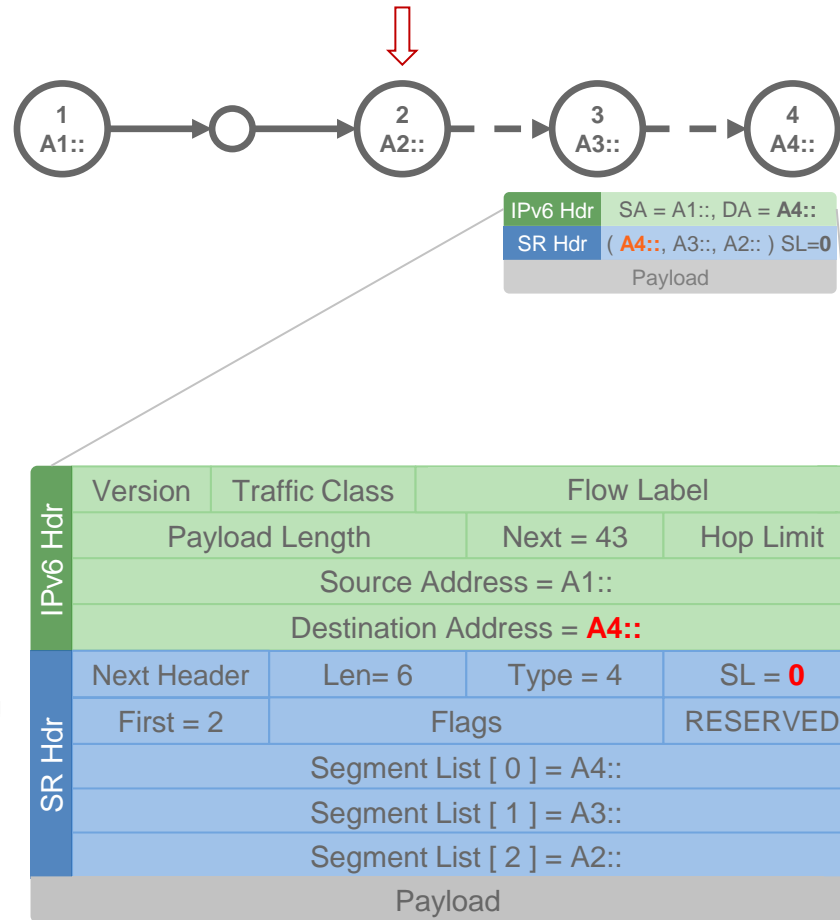 1
A1::
2
A2::
3
A3::
4
A4::
IPv6 Hdr SA = A1::, DA = A4::
SR Hdr ( A4::, A3::, A2:: ) SL=0
Payload
IPv6 Hdr
Version Traffic Class Flow Label
Payload Length Next = 43 Hop Limit
Source Address = A1::
Destination Address = A4::
SR Hdr
Next Header Len= 6 Type = 4 SL = 0
First = 2 Flags RESERVED
Segment List [ 0 ] = A4::
Segment List [ 1 ] = A3::
Segment List [ 2 ] = A2::
Payload